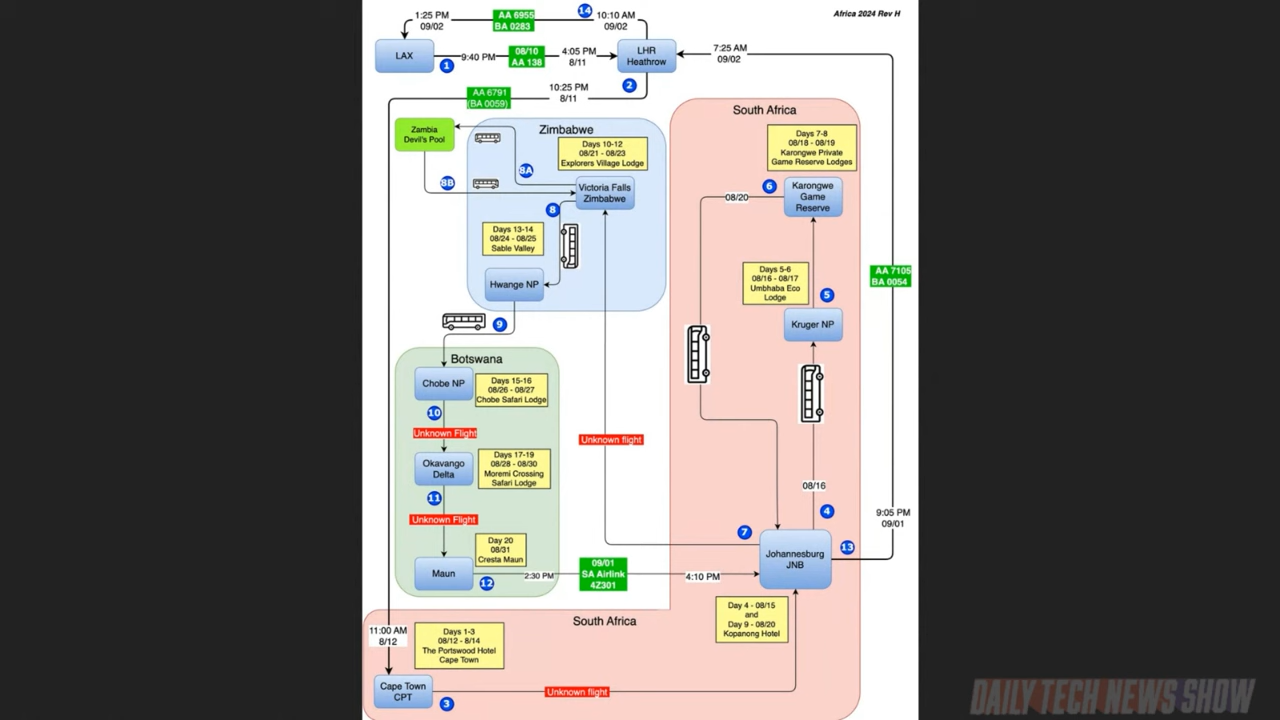 Africa 2024 Rev H
14
1:25 PM
09/02
AA 6955
BA 0283
10:10 AM
09/02
LAX
1
9:40 PM
08/10
AA 138
4:05 PM
8/11
LHR
Heathrow
7:25 AM
09/02
2
AA 6791
(BA 0059)
10:25 PM
8/11
Zambia
Devil's Pool
Zimbabwe
Days 10-12
08/21 - 08/23
Explorers Village Lodge
8A
8B
Victoria Falls
Zimbabwe
8
Days 13-14
08/24 - 08/25
Sable Valley
Hwange NP
9
South Africa
Days 7-8
08/18 - 08/19
Karongwe Private
Game Reserve Lodges
6
Karongwe
Game
Reserve
08/20
Days 5-6
08/16 - 08/17
Umbhaba Eco
Lodge
5
Kruger NP
AA 7105
BA 0054
Botswana
Chobe NP
Days 15-16
08/26 - 08/27
Chobe Safari Lodge
10
Unknown Flight
Unknown flight
Okavango
Delta
Days 17-19
08/28 - 08/30
Moremi Crossing
Safari Lodge
11
Unknown Flight
08/16
4
9:05 PM
09/01
7
13
Day 20
08/31
Cresta Maun
Maun
12
2:30 PM
09/01
SA Airlink
4Z301
4:10 PM
Johannesburg
JNB
Day 4 - 08/15
and
Day 9 - 08/20
Kopanong Hotel
South Africa
11:00 AM
8/12
Days 1-3
08/12 - 8/14
The Portswood Hotel
Cape Town
Cape Town
CPT
3
Unknown flight
DAILY TECH NEWS SHOW